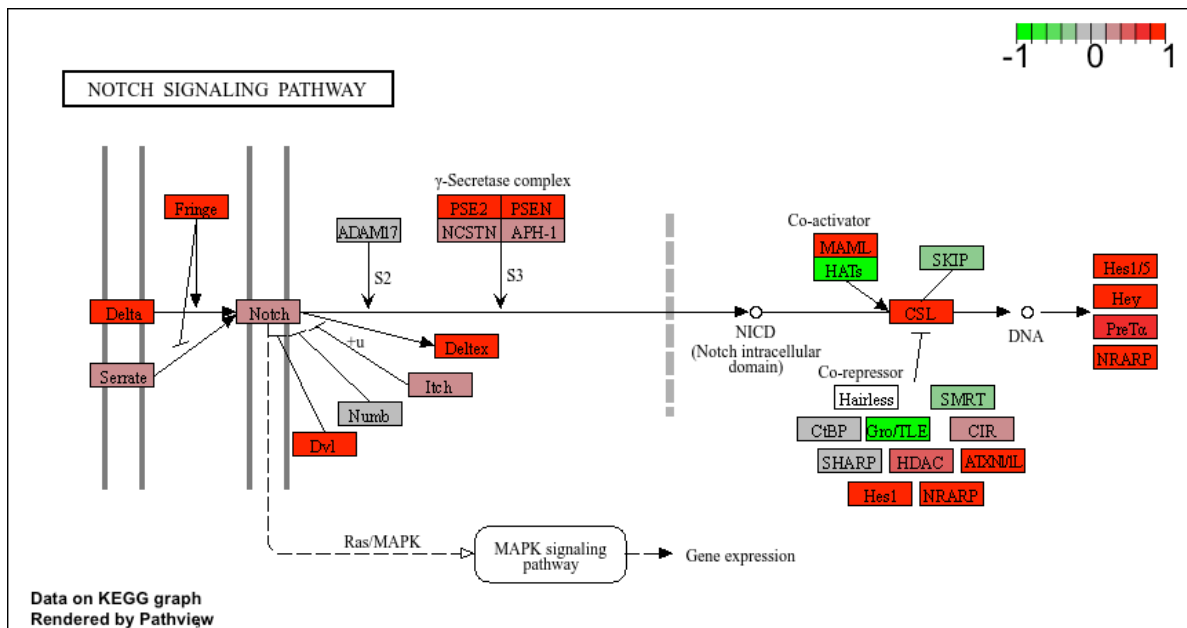 -1 0 1
NOTCH SIGNALING PATHWAY
γ-Secretase complex
Fringe
PSE2 PSEN
ADAM17
NCSTN APH-1
Co-activator
MAML
SKIP
HATs
Hes1/5
S2
S3
Delta
Notch
CSL
Hey
NICD
DNA
PreTα
(Notch intracellular
domain)
+u
Deltex
NRARP
Serrate
Itch
Co-repressor
Hairless
SMRT
Numb
CtBP
Gro/TLE
CIR
Dvl
SHARP
HDAC
ATXN1/1L
Hes1
NRARP
Ras/MAPK
MAPK signaling
pathway
Gene expression
Data on KEGG graph
Rendered by Pathview